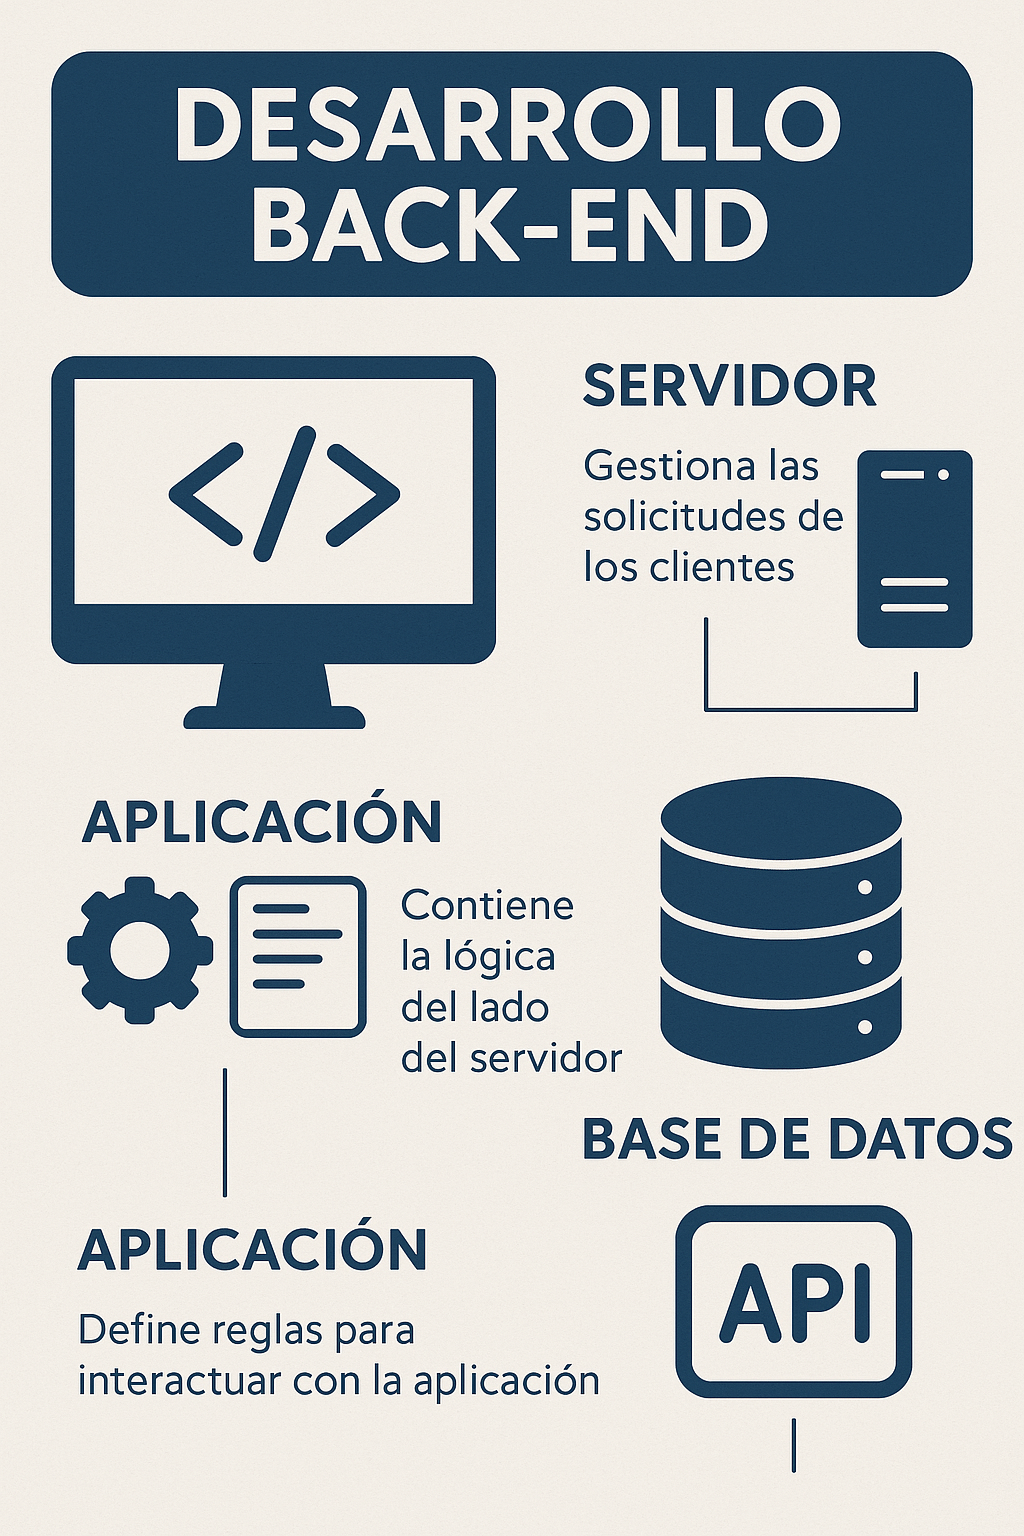 DESARROLLO
BACK-END
</>
SERVIDOR
Gestiona las
solicitudes de
los clientes
APLICACIÓN
Contiene
la lógica
del lado
del servidor
BASE DE DATOS
APLICACIÓN
Define reglas para
interactuar con la aplicación
API